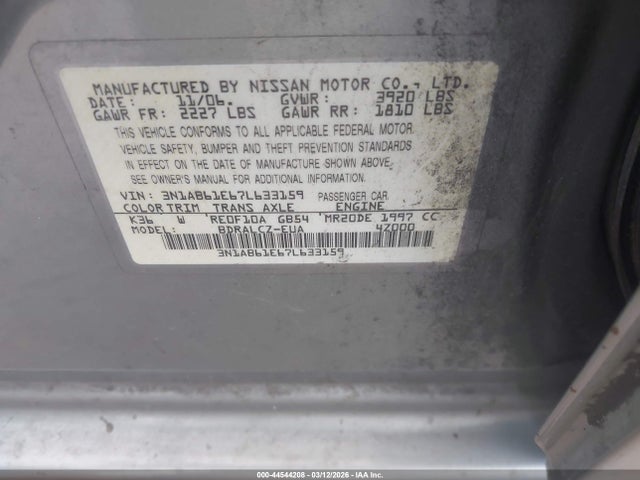 MANUFACTURED BY NISSAN MOTOR CO., LTD.
DATE: 11/06. GVWR: 3920 LBS
GAWR FR: 2227 LBS GAWR RR: 1810 LBS
THIS VEHICLE CONFORMS TO ALL APPLICABLE FEDERAL MOTOR
VEHICLE SAFETY, BUMPER AND THEFT PREVENTION STANDARDS
IN EFFECT ON THE DATE OF MANUFACTURE SHOWN ABOVE.
SEE OWNER'S MANUAL FOR ADDITIONAL INFORMATION.
VIN: 3N1AB61E67L633159 PASSENGER CAR
COLOR TRIM TRANS AXLE ENGINE
K36 W RE0F10A GB54 MR20DE 1997 CC
MODEL: BDRALCZ-EUA 4Z000
3N1AB61E67L633159
000-44544208 - 03/12/2026 - IAA, Inc.